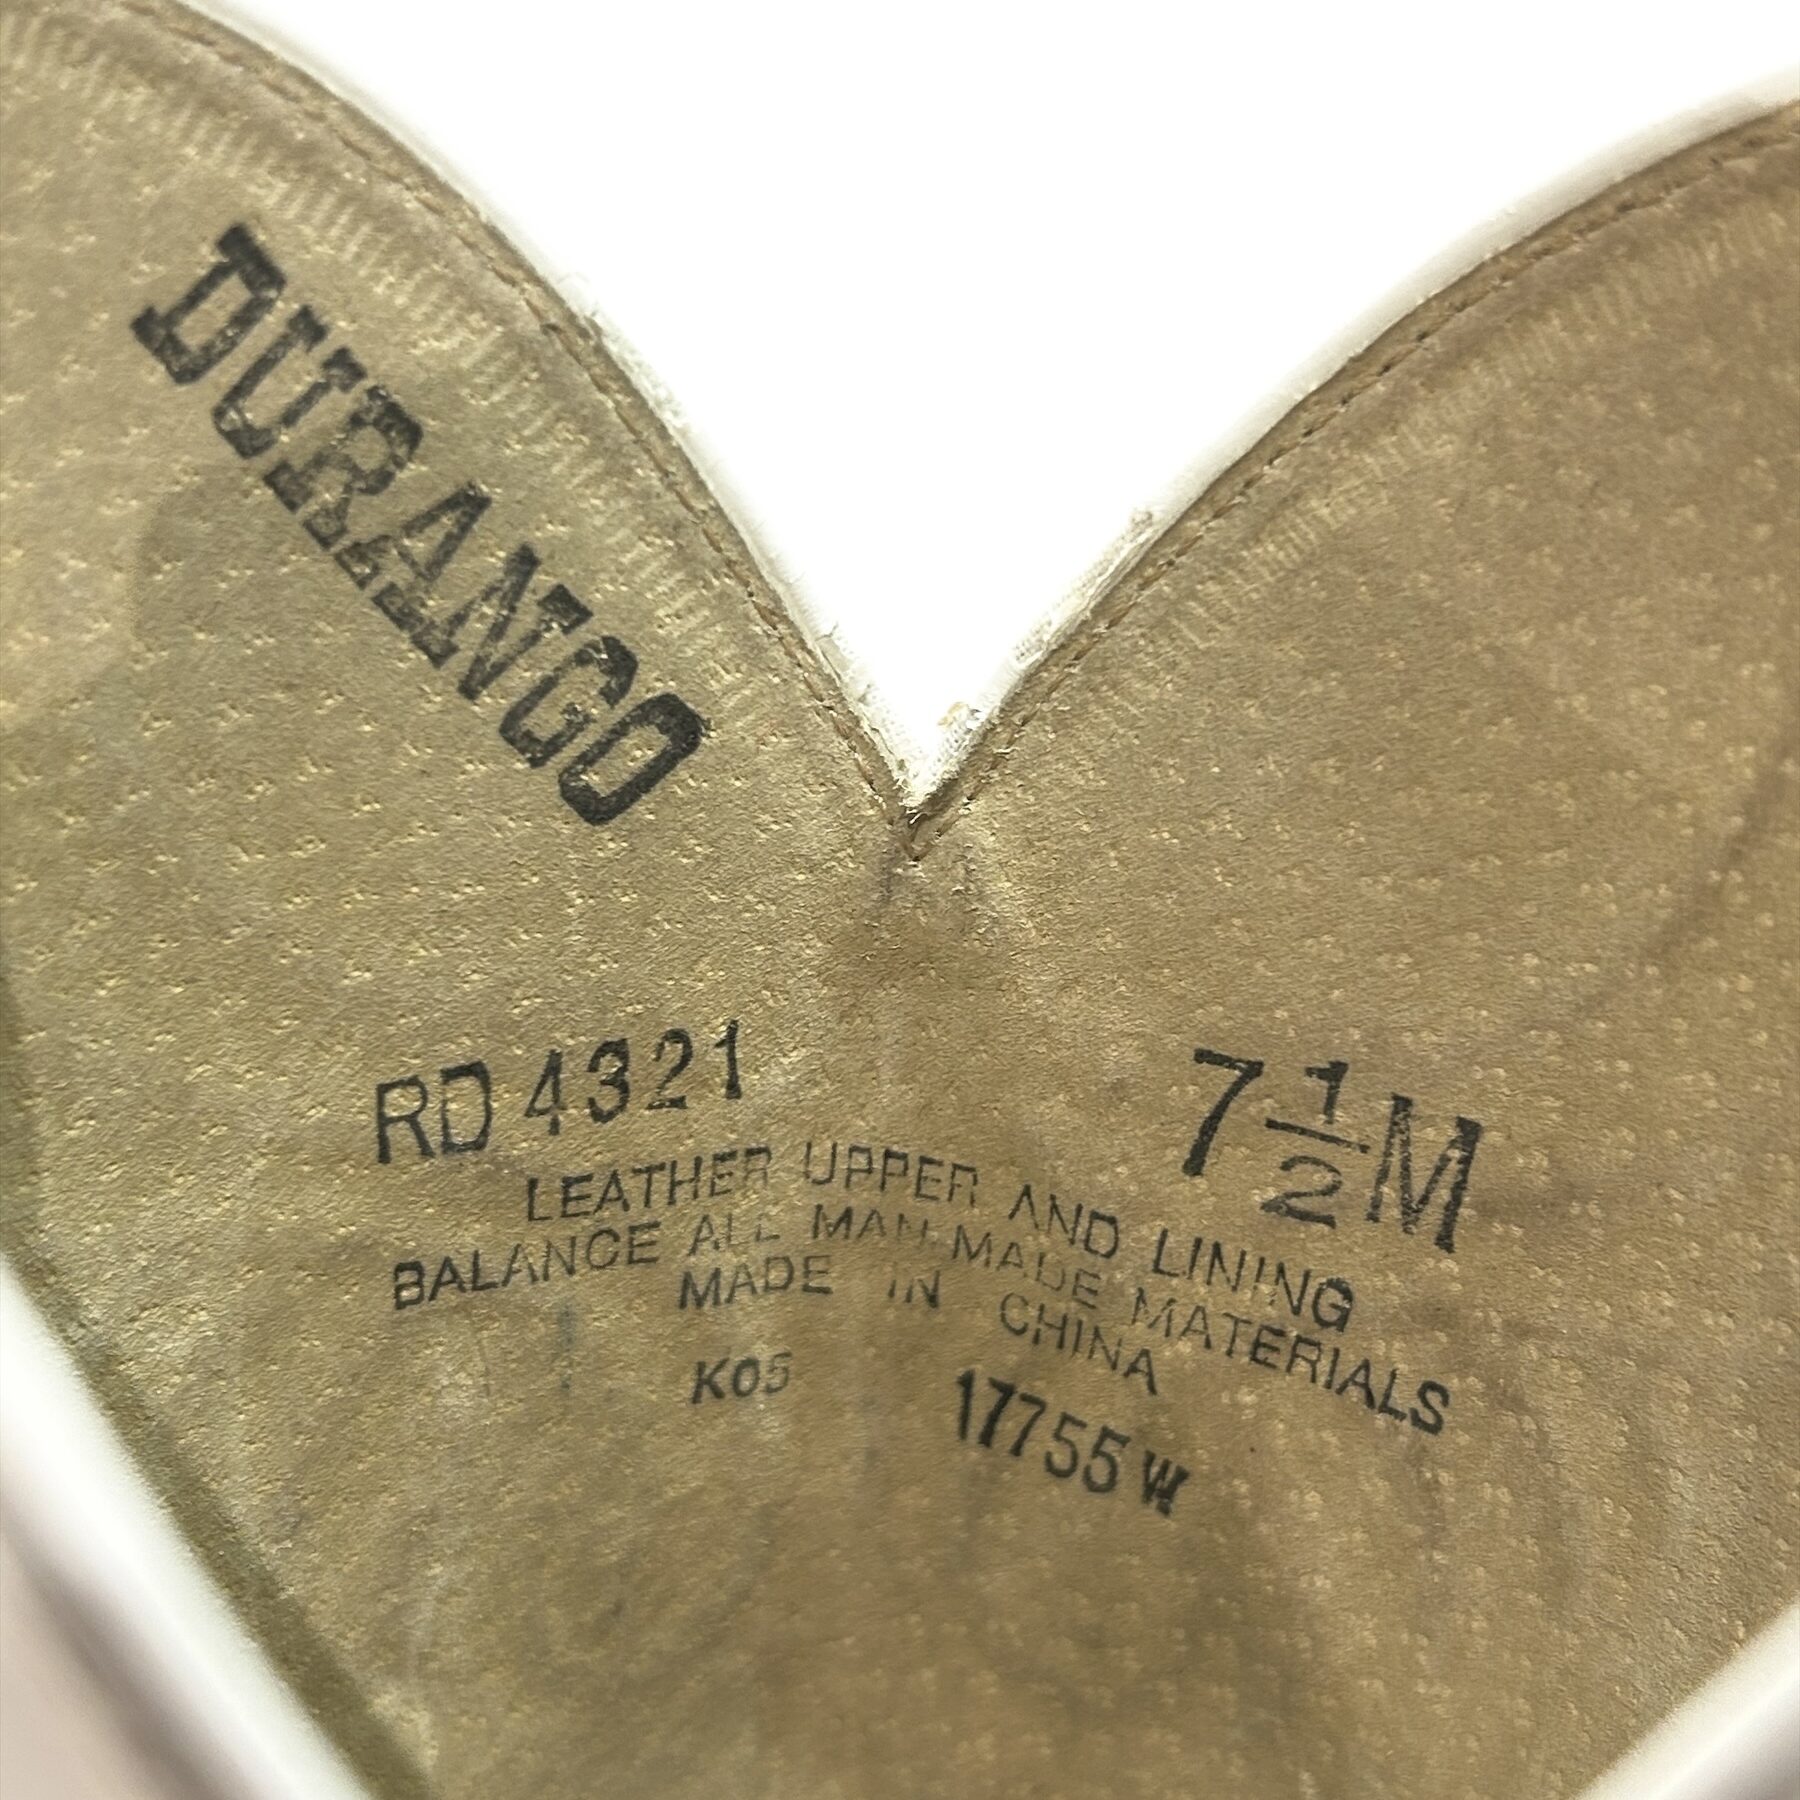 DURANGO
RD 4321
7 1/2 M
LEATHER UPPER AND LINING
BALANCE ALL MAN-MADE MATERIALS
MADE IN CHINA
K05 17755 W